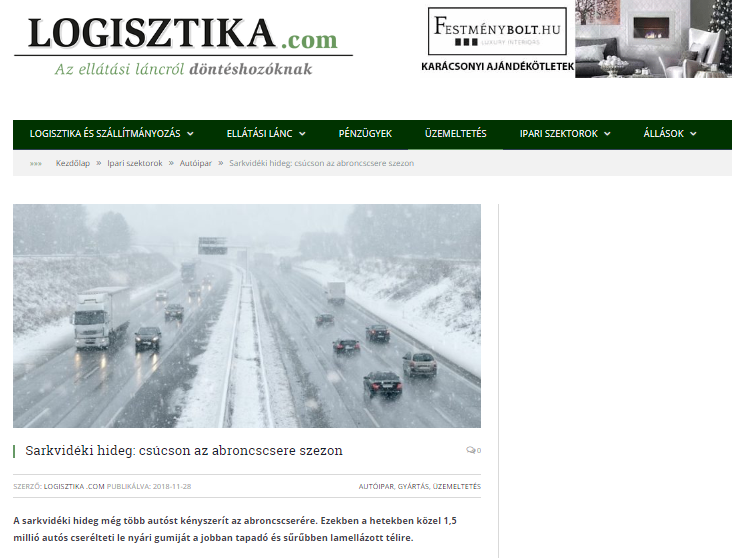 LOGISZTIKA.com
Az ellátási láncról döntéshozóknak
FESTMÉNYBOLT.HU
LUXURY INTERIORS
KARÁCSONYI AJÁNDÉKÖTLETEK
LOGISZTIKA ÉS SZÁLLÍTMÁNYOZÁS ELLÁTÁSI LÁNC PÉNZÜGYEK ÜZEMELTETÉS IPARI SZEKTOROK ÁLLÁSOK
»»» Kezdőlap » Ipari szektorok » Autóipar » Sarkvidéki hideg: csúcson az abroncscsere szezon
Sarkvidéki hideg: csúcson az abroncscsere szezon 0
SZERZŐ: LOGISZTIKA .COM PUBLIKÁLVA: 2018-11-28 AUTÓIPAR, GYÁRTÁS, ÜZEMELTETÉS
A sarkvidéki hideg még több autóst kényszerít az abroncscserére. Ezekben a hetekben közel 1,5
millió autós cserélteti le nyári gumiját a jobban tapadó és sűrűbben lamellázott télire.